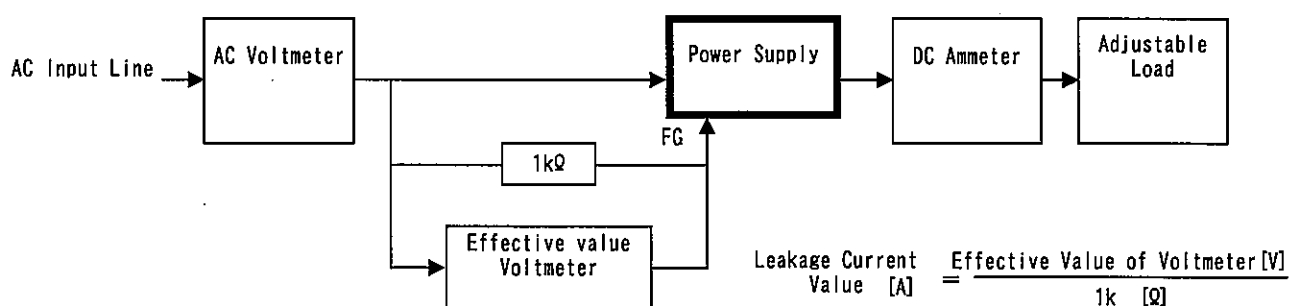 AC Input Line
AC Voltmeter
Power Supply
DC Ammeter
Adjustable
Load
FG
1kΩ
Effective value
Voltmeter
Leakage Current
Value [A]
=
Effective Value of Voltmeter[V]
1k [Ω]